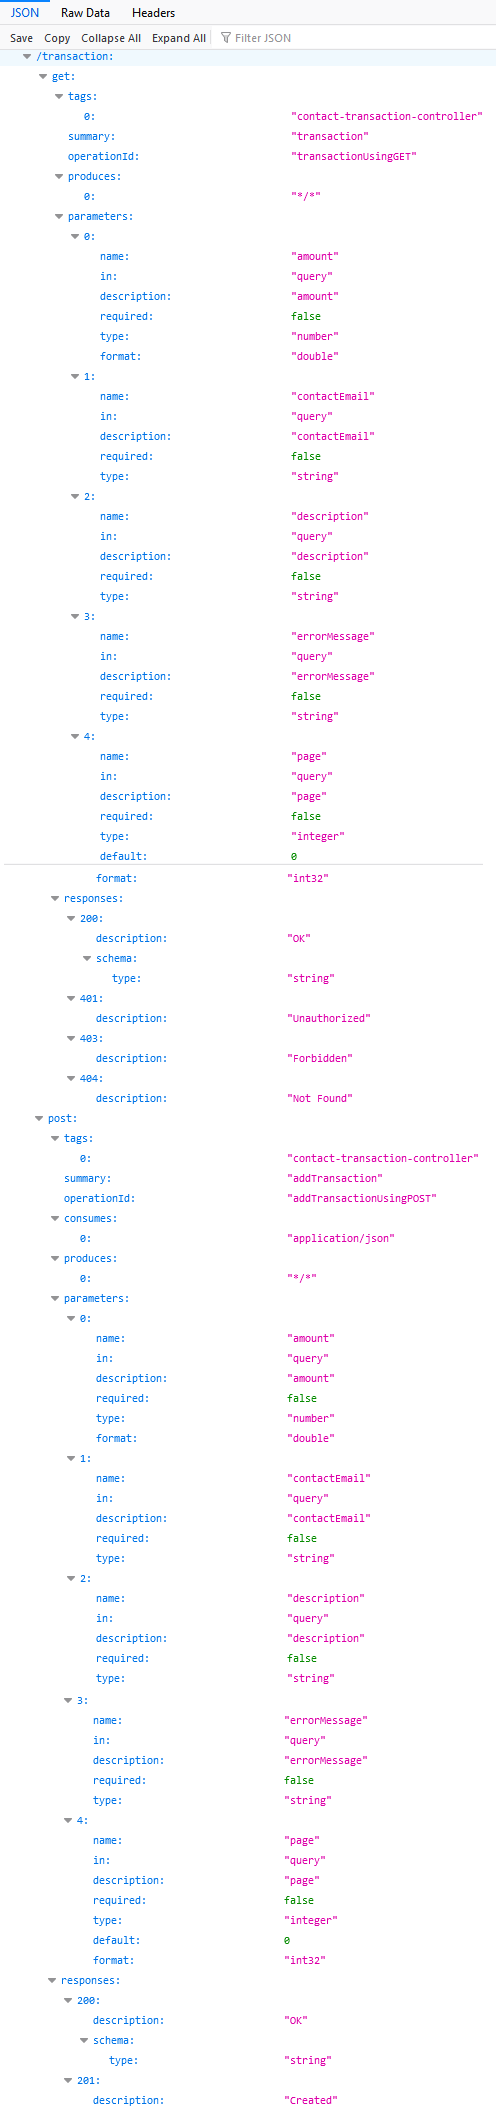 JSON Raw Data Headers
Save Copy Collapse All Expand All Filter JSON
/transaction:
get:
tags:
0: "contact-transaction-controller"
summary: "transaction"
operationId: "transactionUsingGET"
produces:
0: "*/*"
parameters:
0:
name: "amount"
in: "query"
description: "amount"
required: false
type: "number"
format: "double"
1:
name: "contactEmail"
in: "query"
description: "contactEmail"
required: false
type: "string"
2:
name: "description"
in: "query"
description: "description"
required: false
type: "string"
3:
name: "errorMessage"
in: "query"
description: "errorMessage"
required: false
type: "string"
4:
name: "page"
in: "query"
description: "page"
required: false
type: "integer"
default: 0
format: "int32"
responses:
200:
description: "OK"
schema:
type: "string"
401:
description: "Unauthorized"
403:
description: "Forbidden"
404:
description: "Not Found"
post:
tags:
0: "contact-transaction-controller"
summary: "addTransaction"
operationId: "addTransactionUsingPOST"
consumes:
0: "application/json"
produces:
0: "*/*"
parameters:
0:
name: "amount"
in: "query"
description: "amount"
required: false
type: "number"
format: "double"
1:
name: "contactEmail"
in: "query"
description: "contactEmail"
required: false
type: "string"
2:
name: "description"
in: "query"
description: "description"
required: false
type: "string"
3:
name: "errorMessage"
in: "query"
description: "errorMessage"
required: false
type: "string"
4:
name: "page"
in: "query"
description: "page"
required: false
type: "integer"
default: 0
format: "int32"
responses:
200:
description: "OK"
schema:
type: "string"
201:
description: "Created"